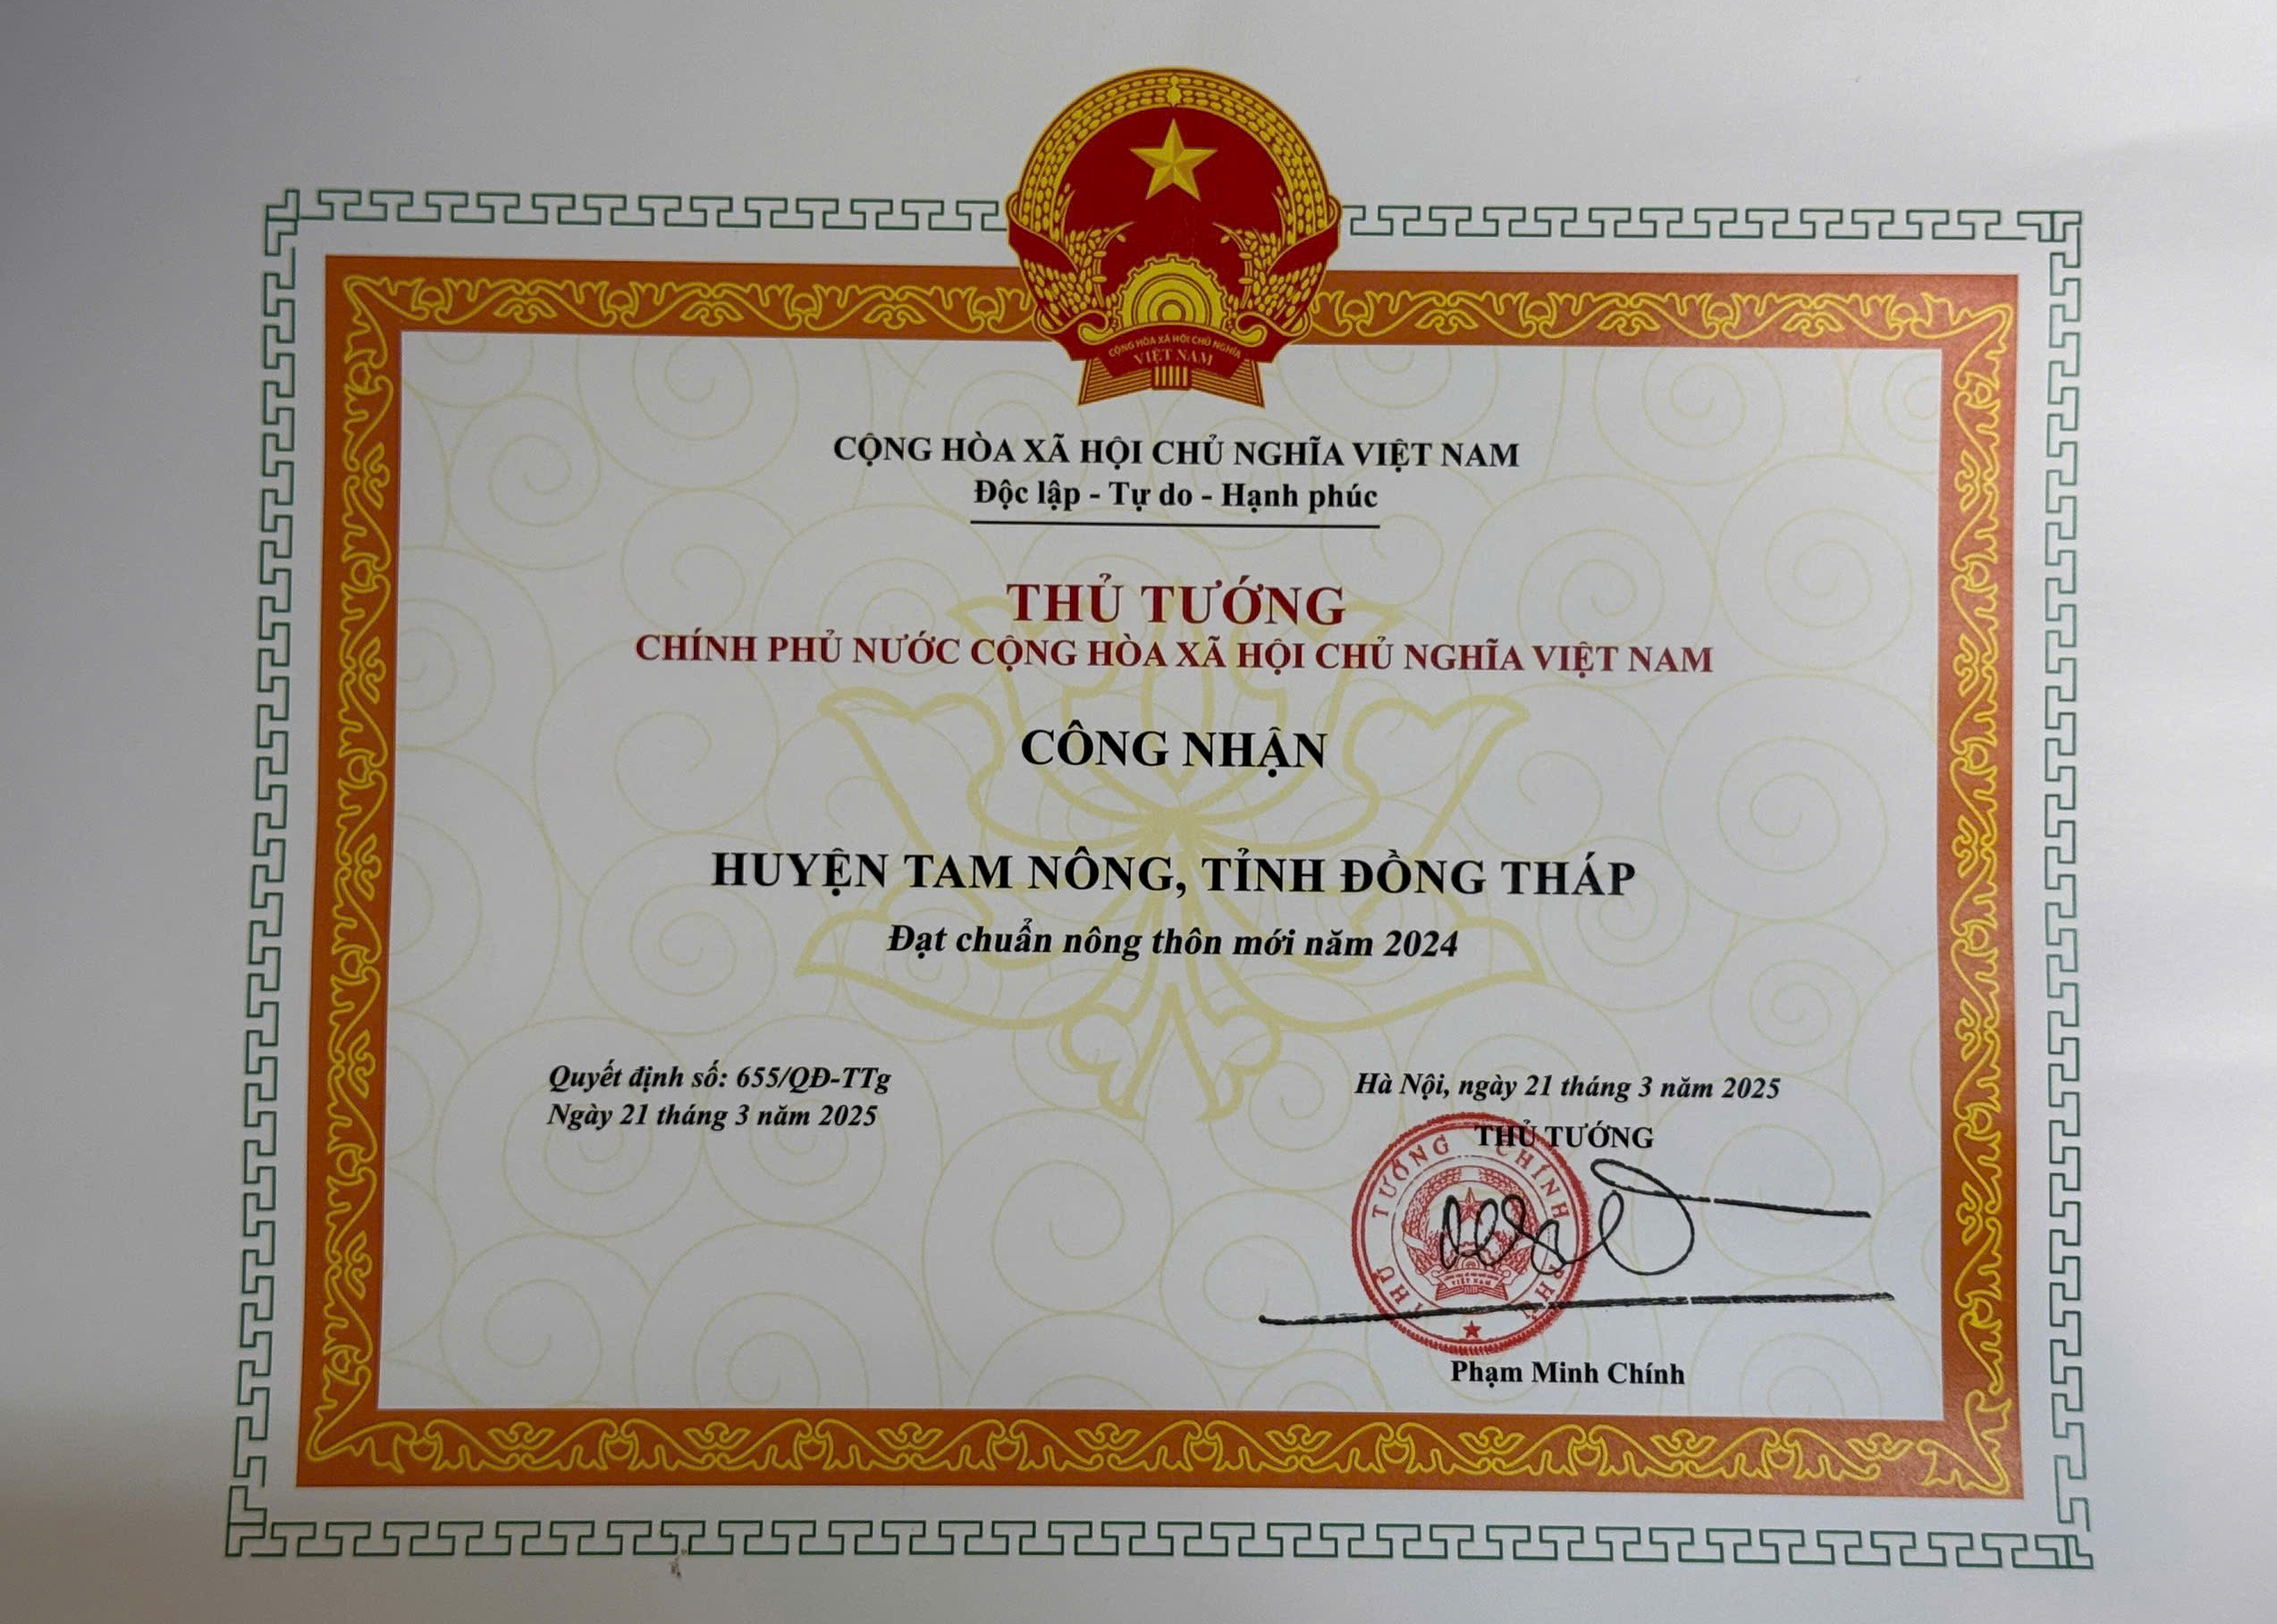 CỘNG HÒA XÃ HỘI CHỦ NGHĨA
VIỆT NAM
CỘNG HÒA XÃ HỘI CHỦ NGHĨA VIỆT NAM
Độc lập - Tự do - Hạnh phúc
THỦ TƯỚNG
CHÍNH PHỦ NƯỚC CỘNG HÒA XÃ HỘI CHỦ NGHĨA VIỆT NAM
CÔNG NHẬN
HUYỆN TAM NÔNG, TỈNH ĐỒNG THÁP
Đạt chuẩn nông thôn mới năm 2024
Quyết định số: 655/QĐ-TTg
Ngày 21 tháng 3 năm 2025
Hà Nội, ngày 21 tháng 3 năm 2025
THỦ TƯỚNG
THỦ TƯỚNG CHÍNH PHỦ
VIỆT NAM
Phạm Minh Chính